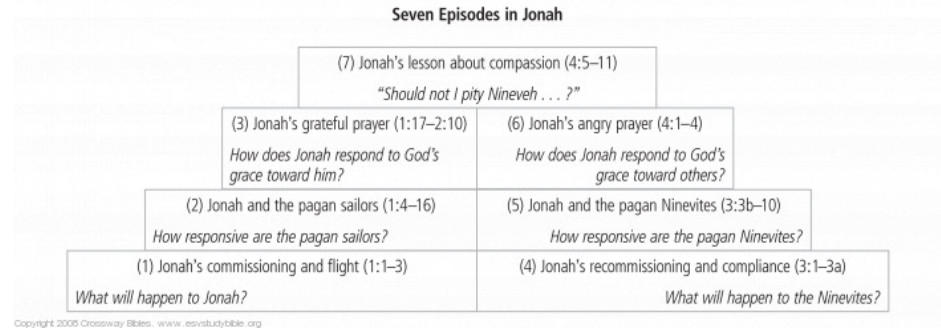 Seven Episodes in Jonah
(7) Jonah's lesson about compassion (4:5–11)
"Should not I pity Nineveh . . . ?"
(3) Jonah's grateful prayer (1:17–2:10)
How does Jonah respond to God's
grace toward him?
(6) Jonah's angry prayer (4:1–4)
How does Jonah respond to God's
grace toward others?
(2) Jonah and the pagan sailors (1:4–16)
How responsive are the pagan sailors?
(5) Jonah and the pagan Ninevites (3:3b–10)
How responsive are the pagan Ninevites?
(1) Jonah's commissioning and flight (1:1–3)
What will happen to Jonah?
(4) Jonah's recommissioning and compliance (3:1–3a)
What will happen to the Ninevites?
Copyright 2008 Crossway Bibles. www.esvstudybible.org